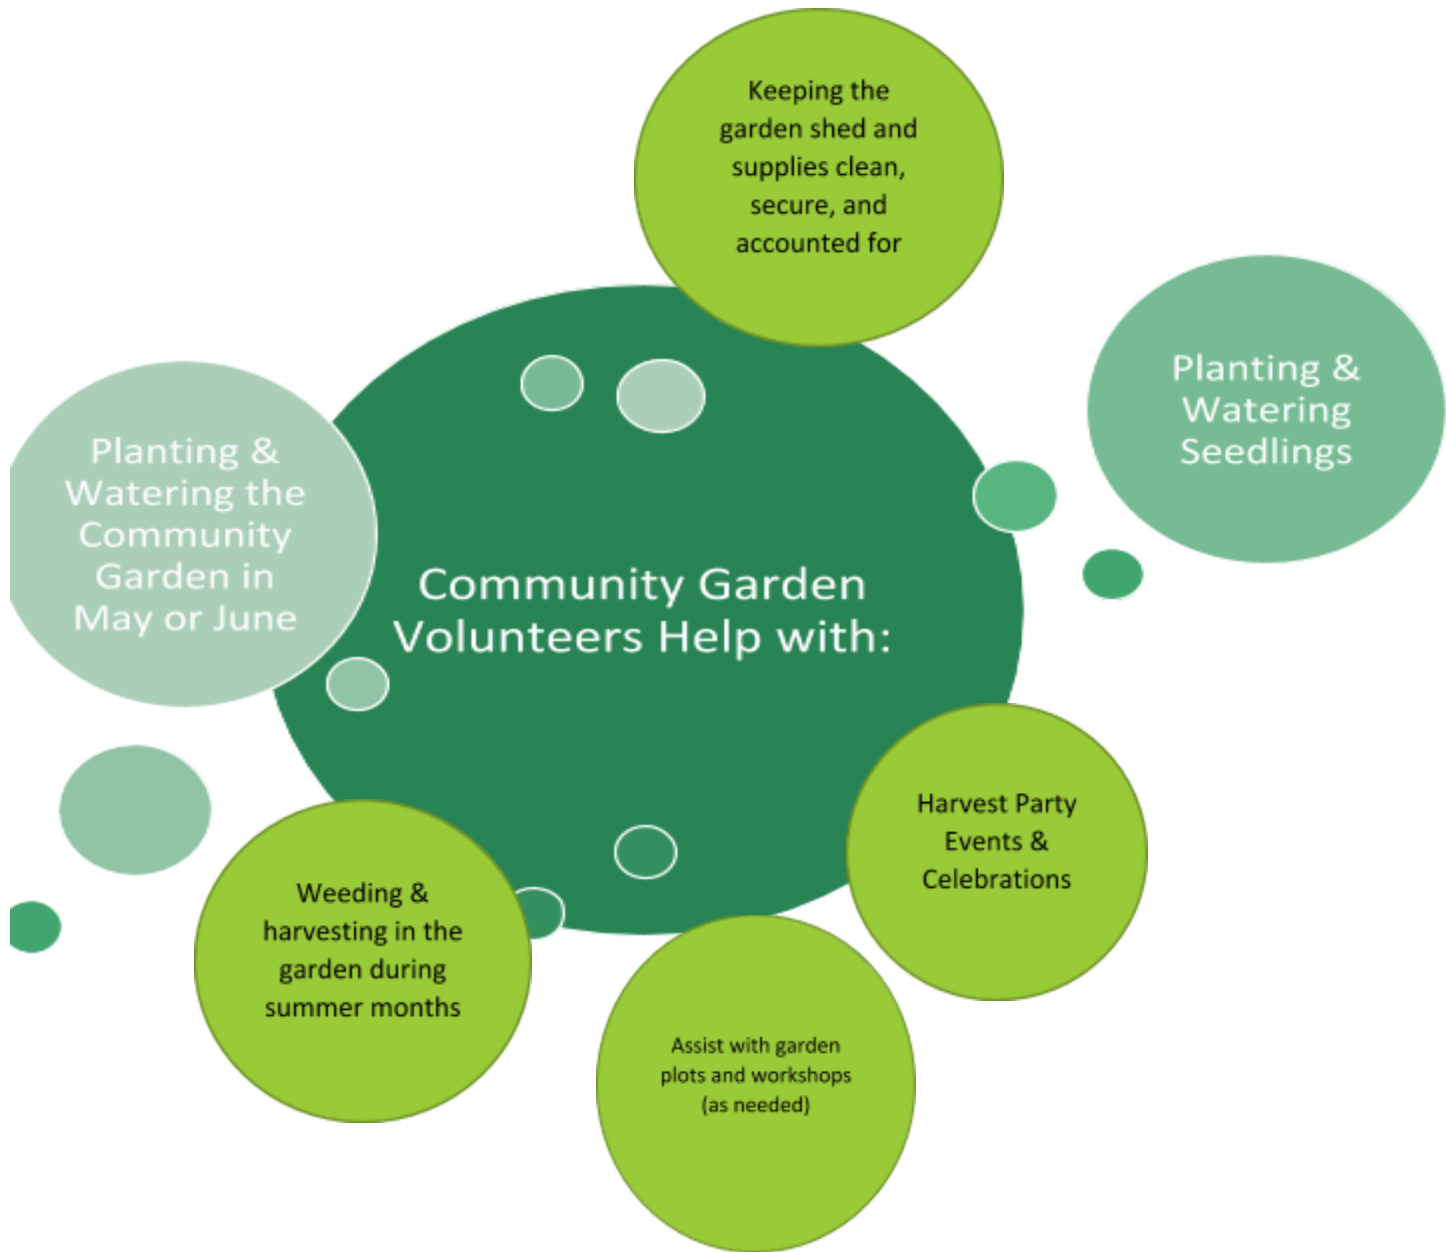 Keeping the
garden shed and
supplies clean,
secure, and
accounted for
Planting &
Watering
Seedlings
Planting &
Watering the
Community
Garden in
May or June
Community Garden
Volunteers Help with:
Harvest Party
Events &
Celebrations
Weeding &
harvesting in the
garden during
summer months
Assist with garden
plots and workshops
(as needed)